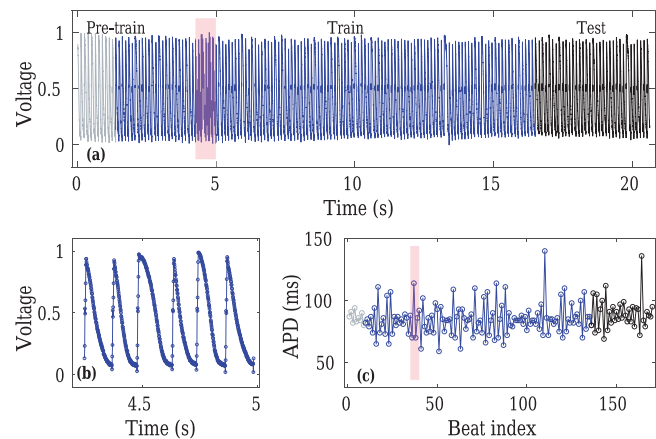 Pre-train Train Test
1
0.5
0
Voltage
(a)
0 5 10 15 20
Time (s)
1
0.5
0
Voltage
(b)
4.5 5
Time (s)
150
100
50
APD (ms)
(c)
0 50 100 150
Beat index